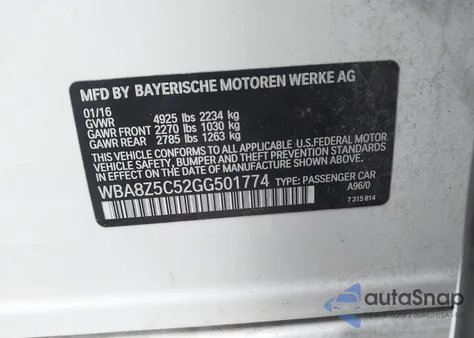 MFD BY BAYERISCHE MOTOREN WERKE AG
01/16
GVWR 4925 lbs 2234 kg
GAWR FRONT 2270 lbs 1030 kg
GAWR REAR 2785 lbs 1263 kg
THIS VEHICLE CONFORMS TO ALL APPLICABLE U.S.FEDERAL MOTOR
VEHICLE SAFETY, BUMPER, AND THEFT PREVENTION STANDARDS
IN EFFECT ON THE DATE OF MANUFACTURE SHOWN ABOVE.
WBA8Z5C52GG501774 TYPE: PASSENGER CAR
A96/0
7 315 814
autoSnap